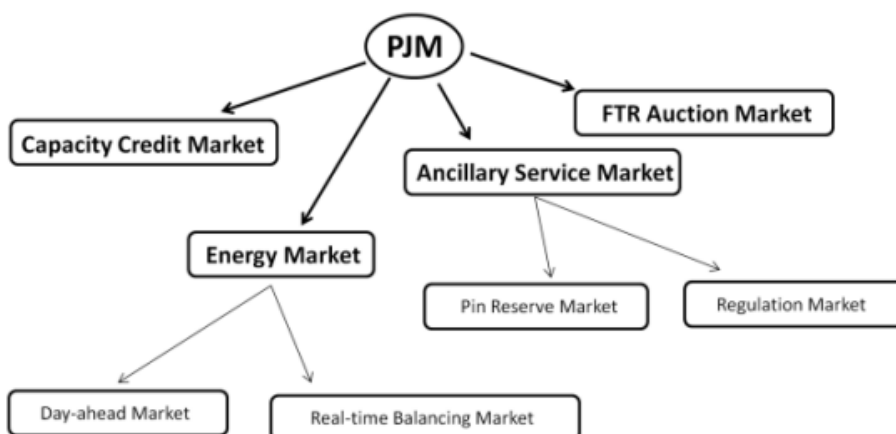 PJM
FTR Auction Market
Capacity Credit Market
Ancillary Service Market
Energy Market
Pin Reserve Market
Regulation Market
Day-ahead Market
Real-time Balancing Market